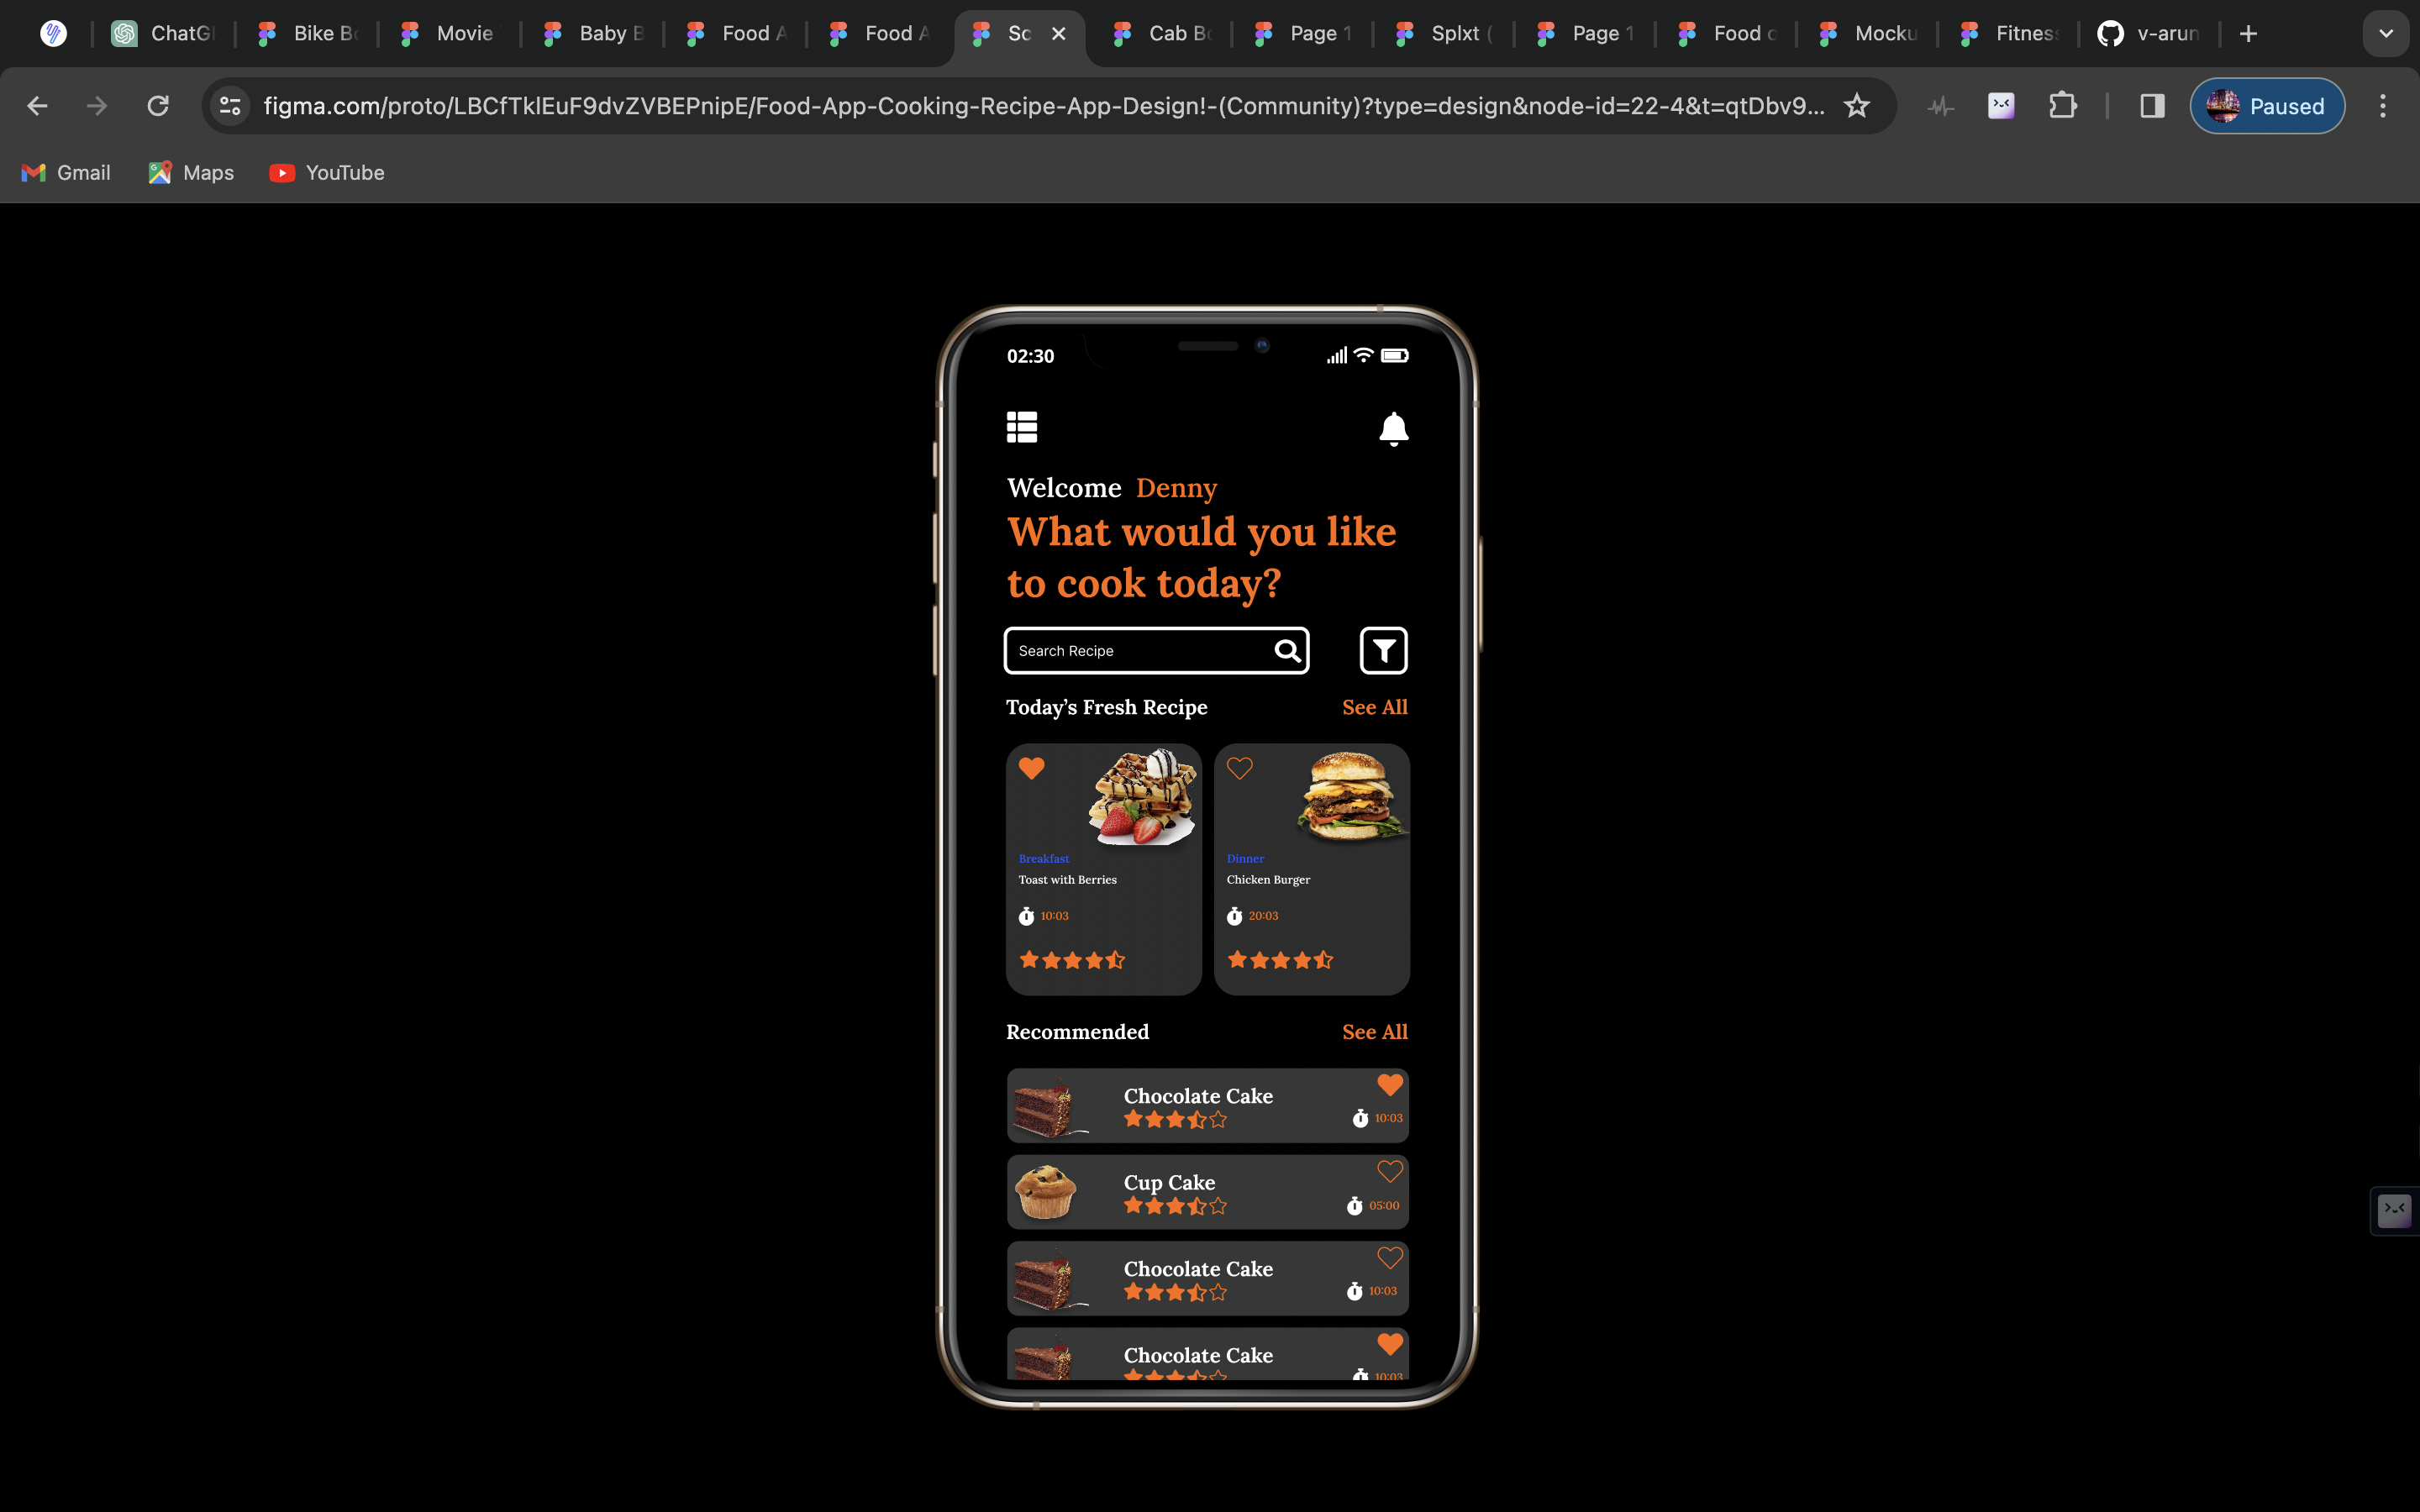 ChatG
Bike B
Movie
Baby B
Food A
Food A
Sc
Cab B
Page 1
Splxt (
Page 1
Food o
Mocku
Fitness
v-arun
figma.com/proto/LBCfTklEuF9dvZVBEPnipE/Food-App-Cooking-Recipe-App-Design!-(Community)?type=design&node-id=22-4&t=qtDbv9...
Paused
Gmail
Maps
YouTube
02:30
Welcome Denny
What would you like
to cook today?
Search Recipe
Today's Fresh Recipe
See All
Breakfast
Toast with Berries
10:03
Dinner
Chicken Burger
20:03
Recommended
See All
Chocolate Cake
10:03
Cup Cake
05:00
Chocolate Cake
10:03
Chocolate Cake
10:03